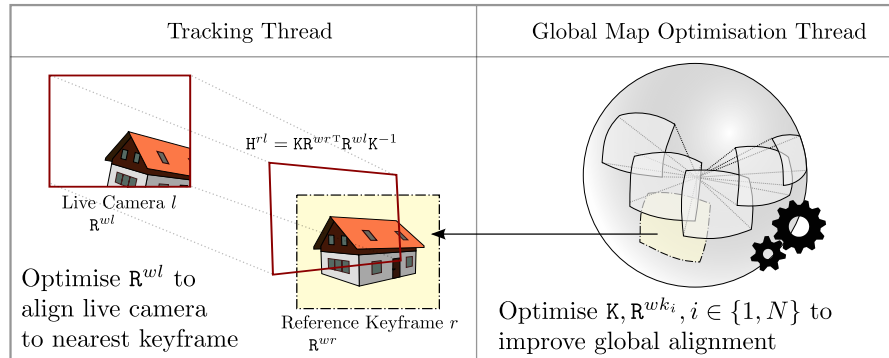 Tracking Thread
Global Map Optimisation Thread
H^{rl} = KR^{wr^T}R^{wl}K^{-1}
Live Camera l
R^{wl}
Optimise R^{wl} to
align live camera
to nearest keyframe
Reference Keyframe r
R^{wr}
Optimise K, R^{wk_i}, i ∈ {1, N} to
improve global alignment